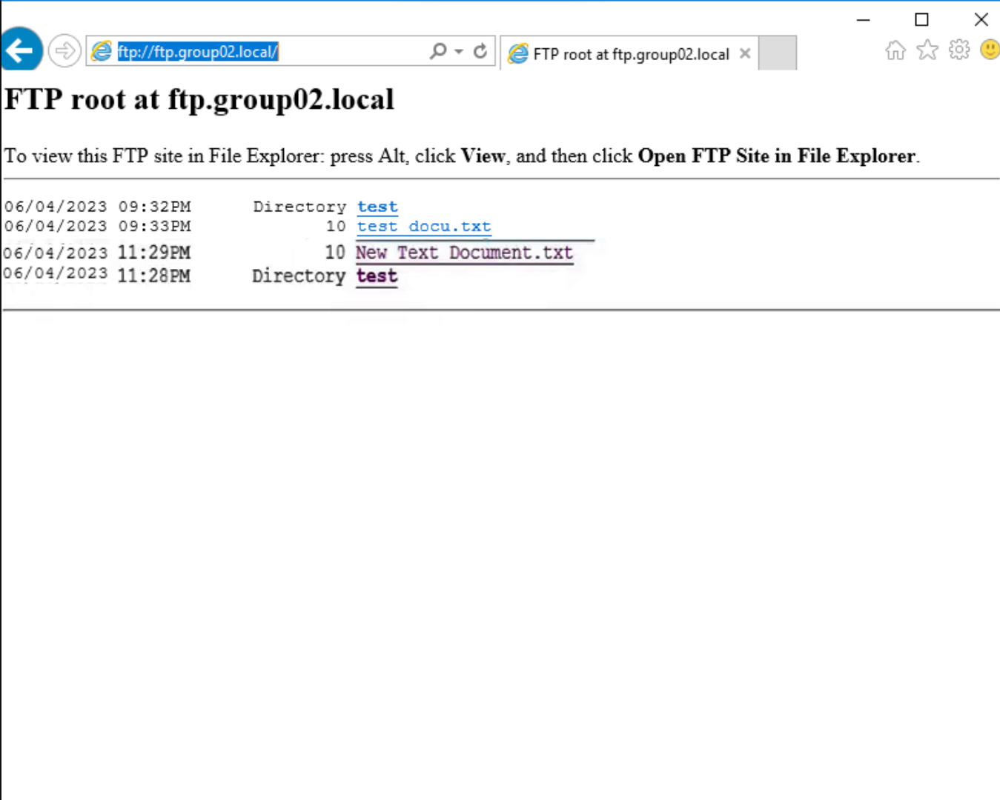 ftp://ftp.group02.local/
FTP root at ftp.group02.local
FTP root at ftp.group02.local
To view this FTP site in File Explorer: press Alt, click View, and then click Open FTP Site in File Explorer.
06/04/2023 09:32PM Directory test
06/04/2023 09:33PM 10 test docu.txt
06/04/2023 11:29PM 10 New Text Document.txt
06/04/2023 11:28PM Directory test